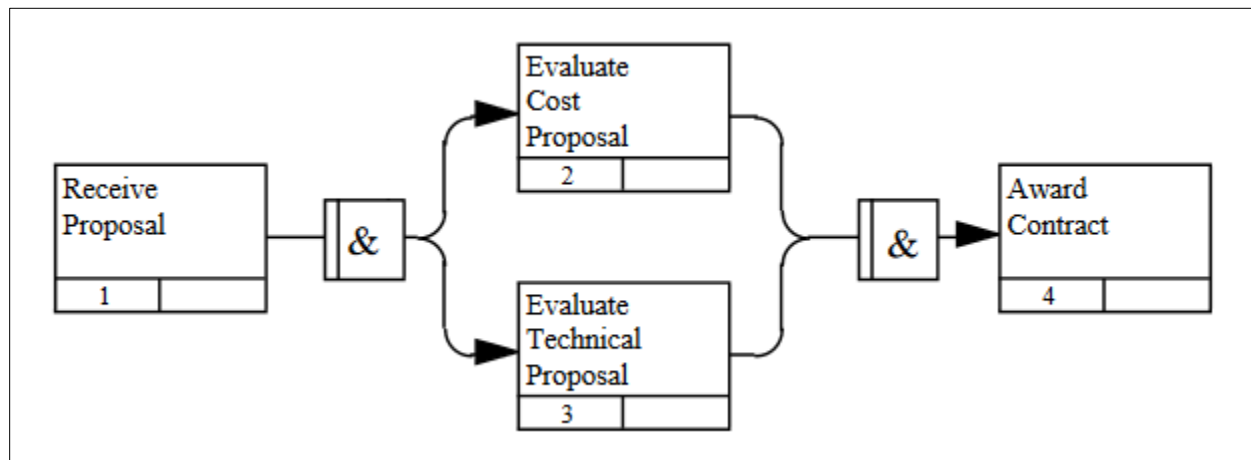 Receive
Proposal
1
&
Evaluate
Cost
Proposal
2
Evaluate
Technical
Proposal
3
&
Award
Contract
4